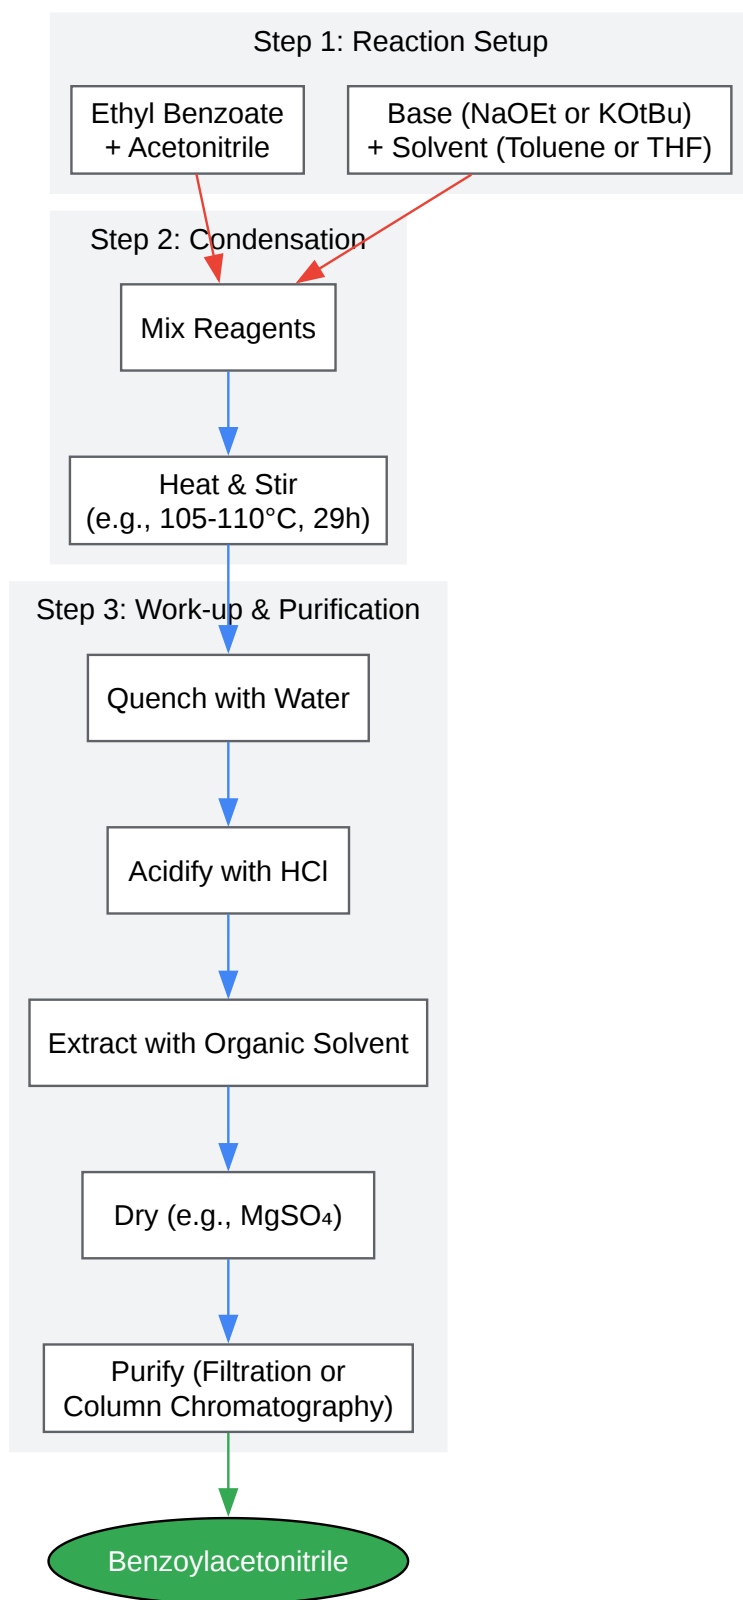 Step 1: Reaction Setup
Ethyl Benzoate
+ Acetonitrile
Base (NaOEt or KOtBu)
+ Solvent (Toluene or THF)
Step 2: Condensation
Mix Reagents
Heat & Stir
(e.g., 105-110°C, 29h)
Step 3: Work-up & Purification
Quench with Water
Acidify with HCl
Extract with Organic Solvent
Dry (e.g., MgSO₄)
Purify (Filtration or
Column Chromatography)
Benzoylacetonitrile